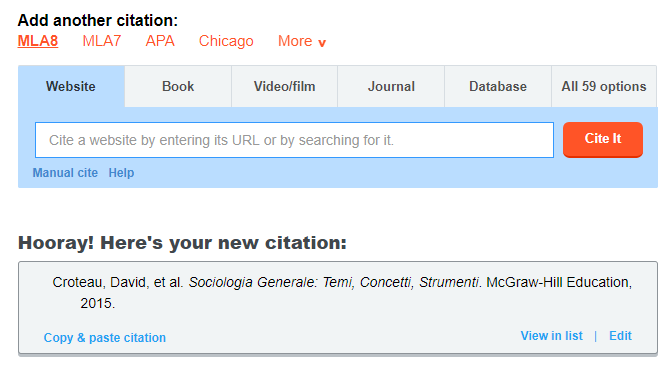 Add another citation:
MLA8 MLA7 APA Chicago More v
Website Book Video/film Journal Database All 59 options
Cite a website by entering its URL or by searching for it. Cite It
Manual cite Help
Hooray! Here's your new citation:
Croteau, David, et al. Sociologia Generale: Temi, Concetti, Strumenti. McGraw-Hill Education,
2015.
Copy & paste citation View in list | Edit